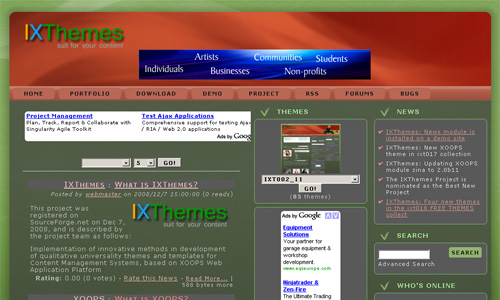 IXThemes
suit for your content
Artists
Communities
Students
Individuals
Businesses
Non-profits
HOME
PORTFOLIO
DOWNLOAD
DEMO
PROJECT
RSS
FORUMS
BUGS
Project Management
Plan, Track, Report & Collaborate with
Singularity Agile Toolkit
Text Ajax Applications
Comprehensive support for testing Ajax
/ RIA / Web 2.0 applications
Ads by Goog
5
GO!
IXTHEMES : WHAT IS IXTHEMES?
Posted by webmaster on 2008/12/7 15:00:00 (0 reads)
This project was
registered on
SourceForge.net on Dec 7,
2008, and is described by
the project team as follows:
IXThemes
suit for your content
Implementation of innovative methods in development
of qualitative universality themes and templates for
Content Management Systems, based on XOOPS Web
Application Platform
Rating: 0.00 (0 votes) - Rate this News - Read More... |
588 bytes more
XOOPS : WHAT IS XOOPS?
THEMES
IXT002_11
GO!
(85 themes)
Ads by Google
Equipment
Solutions
Your partner for
garage equipment &
workshop
development.
www.eqseurope.com
Ninjatrader &
Zen-Fire
The Ultimate Trading
NEWS
IXThemes: News module is
installed on a demo site
IXThemes: New XOOPS
theme in ixt017 collection
IXThemes: Updating XOOPS
module zina to 2.0b11
The IXThemes Project is
nominated as the Best New
Project
IXThemes: Four new themes
in the ixt018 FREE THEMES
collect
SEARCH
SEARCH
Advanced Search
WHO'S ONLINE